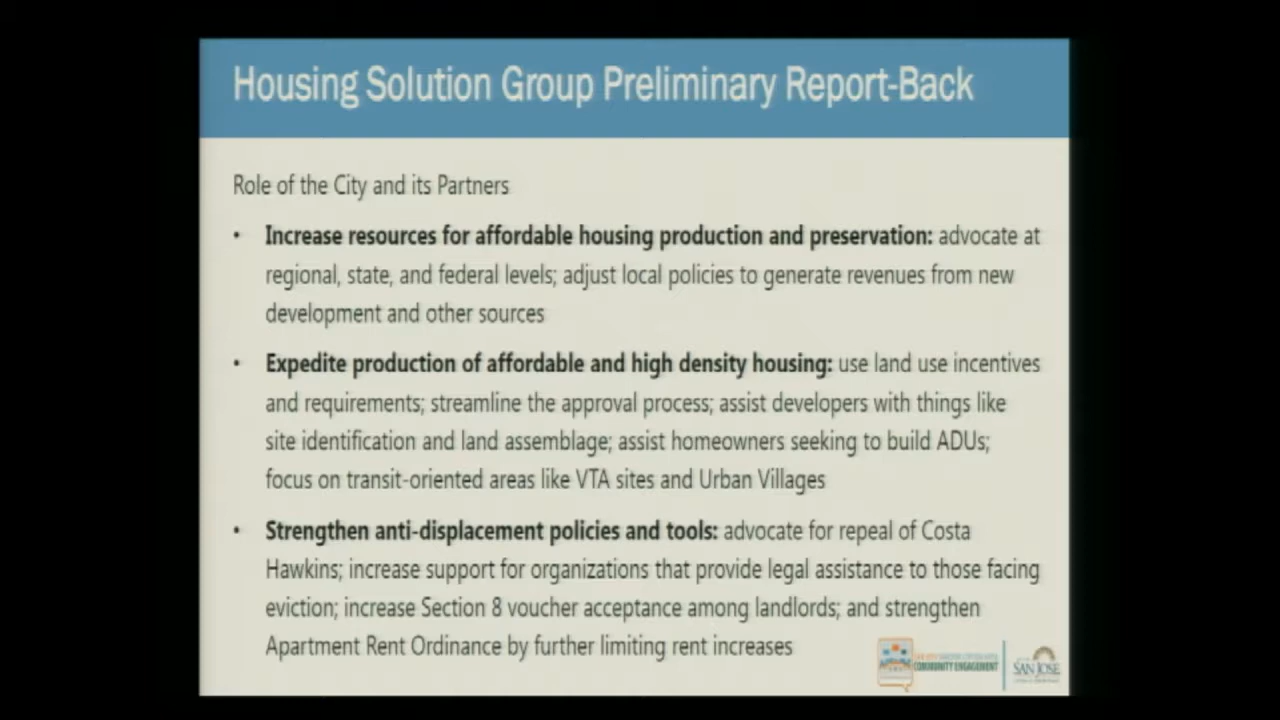 Housing Solution Group Preliminary Report-Back
Role of the City and its Partners
• Increase resources for affordable housing production and preservation: advocate at
regional, state, and federal levels; adjust local policies to generate revenues from new
development and other sources
• Expedite production of affordable and high density housing: use land use incentives
and requirements; streamline the approval process; assist developers with things like
site identification and land assemblage; assist homeowners seeking to build ADUs;
focus on transit-oriented areas like VTA sites and Urban Villages
• Strengthen anti-displacement policies and tools: advocate for repeal of Costa
Hawkins; increase support for organizations that provide legal assistance to those facing
eviction; increase Section 8 voucher acceptance among landlords; and strengthen
Apartment Rent Ordinance by further limiting rent increases
COMMUNITY ENGAGEMENT
SAN JOSE